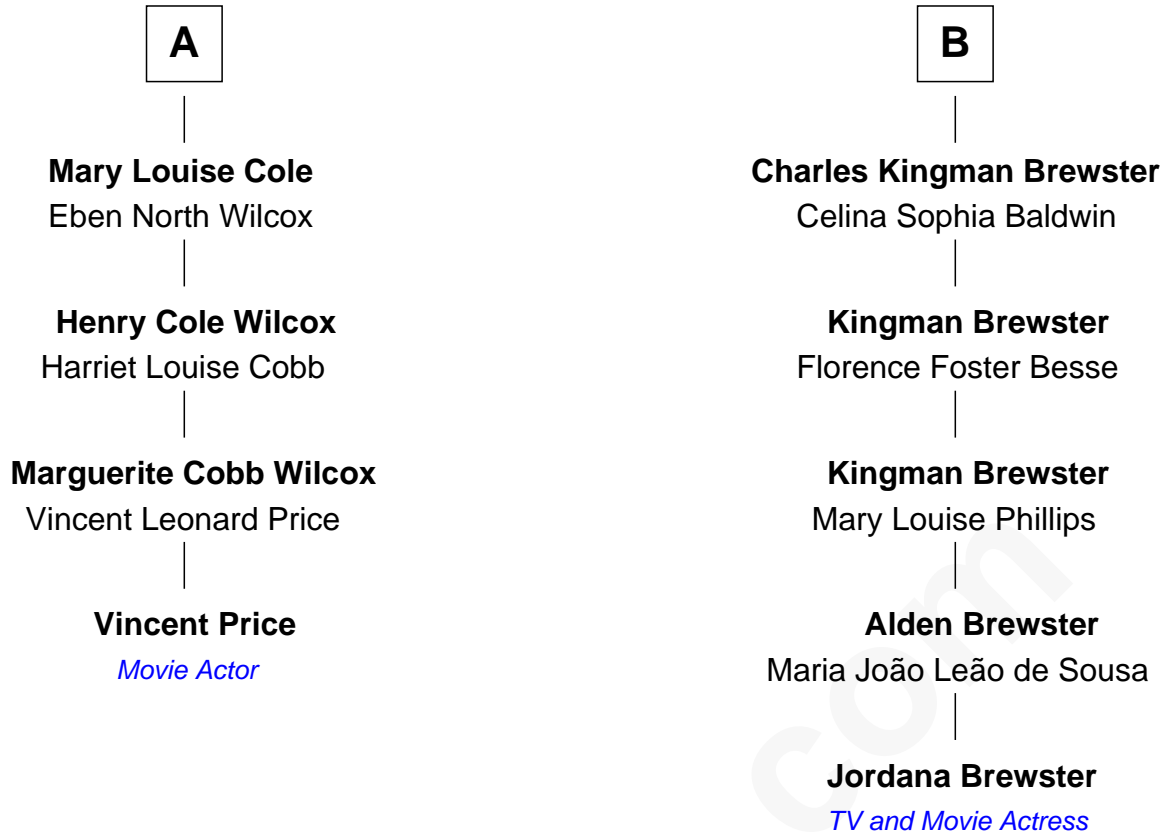 A
Mary Louise Cole
Eben North Wilcox
Henry Cole Wilcox
Harriet Louise Cobb
Marguerite Cobb Wilcox
Vincent Leonard Price
Vincent Price
Movie Actor
B
Charles Kingman Brewster
Celina Sophia Baldwin
Kingman Brewster
Florence Foster Besse
Kingman Brewster
Mary Louise Phillips
Alden Brewster
Maria João Leão de Sousa
Jordana Brewster
TV and Movie Actress
com